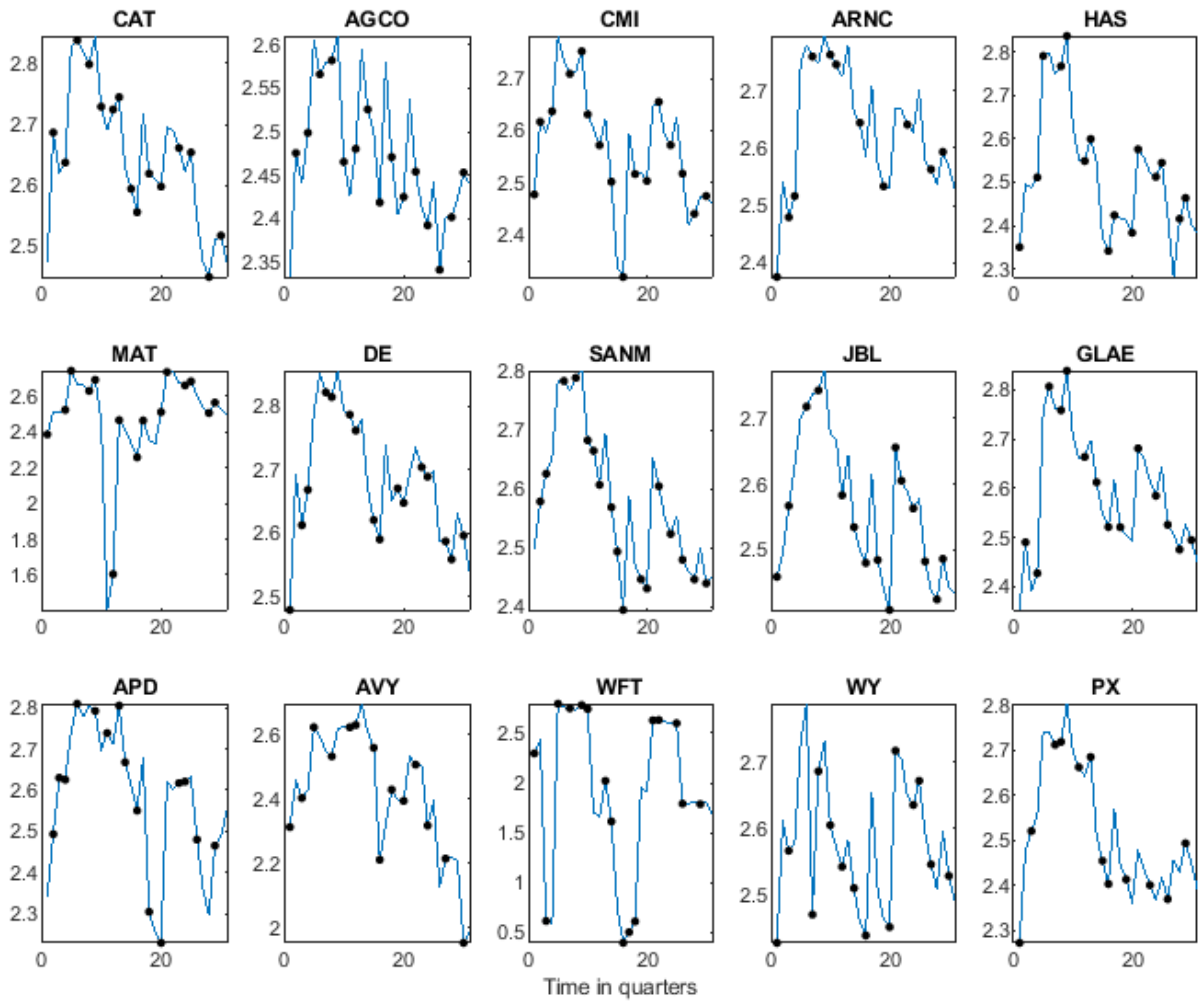 CAT AGCO CMI ARNC HAS
2.8 2.7 2.6 2.5
0 20
2.6 2.55 2.5 2.45 2.4 2.35
0 20
2.7 2.6 2.5 2.4
0 20
2.7 2.6 2.5 2.4
0 20
2.8 2.7 2.6 2.5 2.4 2.3
0 20
MAT DE SANM JBL GLAE
2.6 2.4 2.2 2 1.8 1.6
0 20
2.8 2.7 2.6 2.5
0 20
2.8 2.7 2.6 2.5 2.4
0 20
2.7 2.6 2.5
0 20
2.8 2.7 2.6 2.5 2.4
0 20
APD AVY WFT WY PX
2.8 2.7 2.6 2.5 2.4 2.3
0 20
2.6 2.4 2.2 2
0 20
2.5 2 1.5 1 0.5
0 20
2.7 2.6 2.5
0 20
2.8 2.7 2.6 2.5 2.4 2.3
0 20
Time in quarters